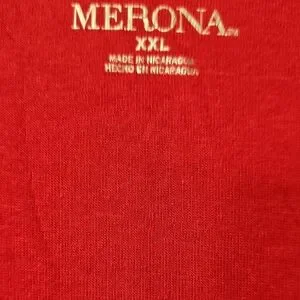 MERONA
XXL
MADE IN NICARAGUA
HECHO EN NICARAGUA